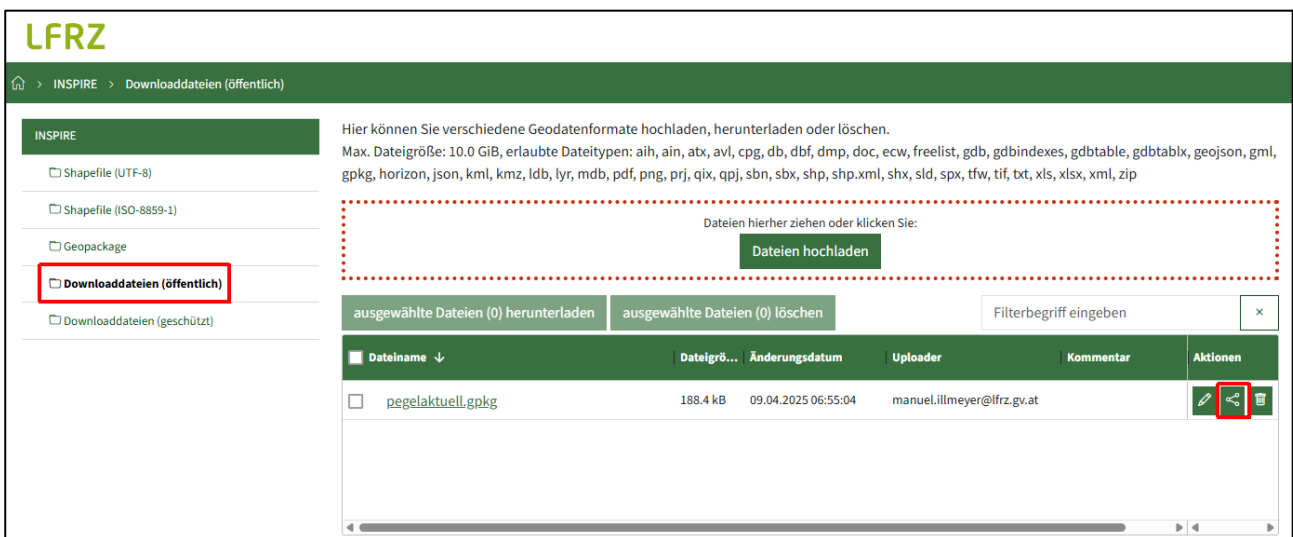 LFRZ
> INSPIRE > Downloaddateien (öffentlich)
INSPIRE
Shapefile (UTF-8)
Shapefile (ISO-8859-1)
Geopackage
Downloaddateien (öffentlich)
Downloaddateien (geschützt)
Hier können Sie verschiedene Geodatenformate hochladen, herunterladen oder löschen.
Max. Dateigröße: 10.0 GiB, erlaubte Dateitypen: aih, ain, atx, avl, cpg, db, dbf, dmp, doc, ecw, freelist, gdb, gdbindexes, gdbtable, gdbtablx, geojson, gml,
gpkg, horizon, json, kml, kmz, ldb, lyr, mdb, pdf, png, prj, qix, qpj, sbn, sbx, shp, shp.xml, shx, sld, spx, tfw, tif, txt, xls, xlsx, xml, zip
Dateien hierher ziehen oder klicken Sie:
Dateien hochladen
ausgewählte Dateien (0) herunterladen ausgewählte Dateien (0) löschen Filterbegriff eingeben ×
Dateiname ↓ Dateigrö... Änderungsdatum Uploader Kommentar Aktionen
pegelaktuell.gpkg 188.4 kB 09.04.2025 06:55:04 manuel.illmeyer@lfrz.gv.at